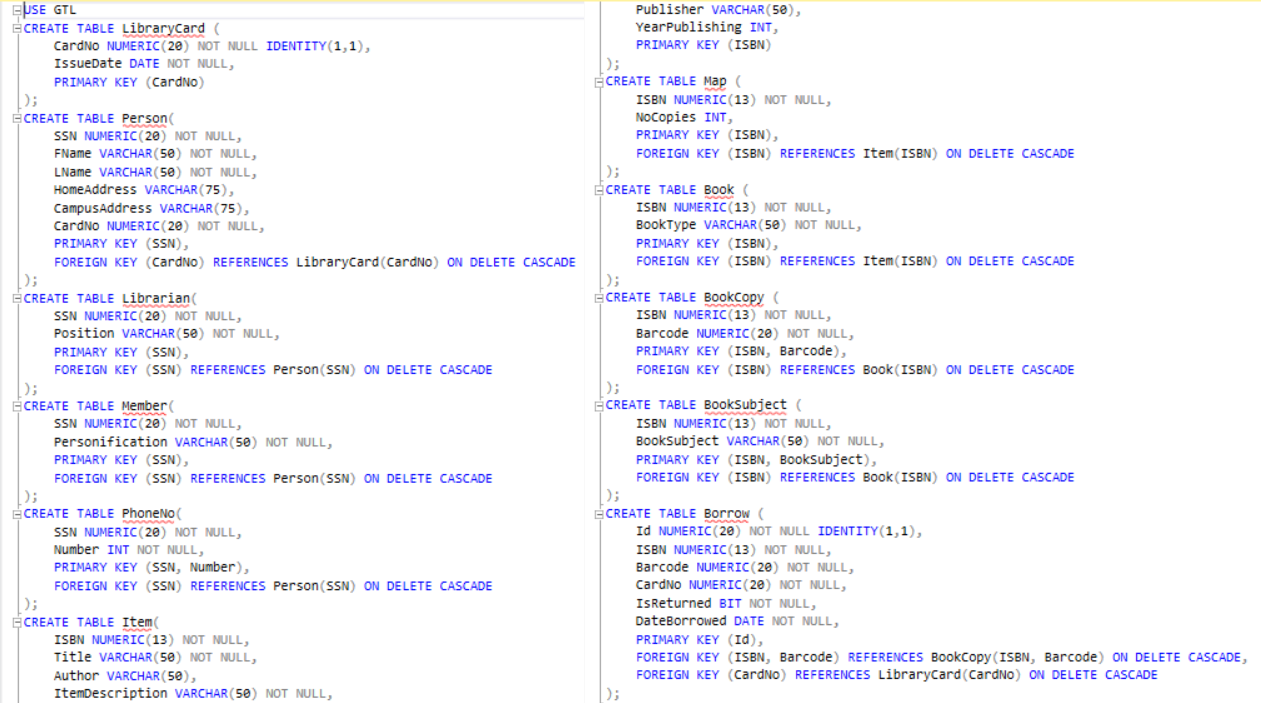 USE GTL
CREATE TABLE LibraryCard (
CardNo NUMERIC(20) NOT NULL IDENTITY(1,1),
IssueDate DATE NOT NULL,
PRIMARY KEY (CardNo)
);
CREATE TABLE Person(
SSN NUMERIC(20) NOT NULL,
FName VARCHAR(50) NOT NULL,
LName VARCHAR(50) NOT NULL,
HomeAddress VARCHAR(75),
CampusAddress VARCHAR(75),
CardNo NUMERIC(20) NOT NULL,
PRIMARY KEY (SSN),
FOREIGN KEY (CardNo) REFERENCES LibraryCard(CardNo) ON DELETE CASCADE
);
CREATE TABLE Librarian(
SSN NUMERIC(20) NOT NULL,
Position VARCHAR(50) NOT NULL,
PRIMARY KEY (SSN),
FOREIGN KEY (SSN) REFERENCES Person(SSN) ON DELETE CASCADE
);
CREATE TABLE Member(
SSN NUMERIC(20) NOT NULL,
Personification VARCHAR(50) NOT NULL,
PRIMARY KEY (SSN),
FOREIGN KEY (SSN) REFERENCES Person(SSN) ON DELETE CASCADE
);
CREATE TABLE PhoneNo(
SSN NUMERIC(20) NOT NULL,
Number INT NOT NULL,
PRIMARY KEY (SSN, Number),
FOREIGN KEY (SSN) REFERENCES Person(SSN) ON DELETE CASCADE
);
CREATE TABLE Item(
ISBN NUMERIC(13) NOT NULL,
Title VARCHAR(50) NOT NULL,
Author VARCHAR(50),
ItemDescription VARCHAR(50) NOT NULL,
Publisher VARCHAR(50),
YearPublishing INT,
PRIMARY KEY (ISBN)
);
CREATE TABLE Map (
ISBN NUMERIC(13) NOT NULL,
NoCopies INT,
PRIMARY KEY (ISBN),
FOREIGN KEY (ISBN) REFERENCES Item(ISBN) ON DELETE CASCADE
);
CREATE TABLE Book (
ISBN NUMERIC(13) NOT NULL,
BookType VARCHAR(50) NOT NULL,
PRIMARY KEY (ISBN),
FOREIGN KEY (ISBN) REFERENCES Item(ISBN) ON DELETE CASCADE
);
CREATE TABLE BookCopy (
ISBN NUMERIC(13) NOT NULL,
Barcode NUMERIC(20) NOT NULL,
PRIMARY KEY (ISBN, Barcode),
FOREIGN KEY (ISBN) REFERENCES Book(ISBN) ON DELETE CASCADE
);
CREATE TABLE BookSubject (
ISBN NUMERIC(13) NOT NULL,
BookSubject VARCHAR(50) NOT NULL,
PRIMARY KEY (ISBN, BookSubject),
FOREIGN KEY (ISBN) REFERENCES Book(ISBN) ON DELETE CASCADE
);
CREATE TABLE Borrow (
Id NUMERIC(20) NOT NULL IDENTITY(1,1),
ISBN NUMERIC(13) NOT NULL,
Barcode NUMERIC(20) NOT NULL,
CardNo NUMERIC(20) NOT NULL,
IsReturned BIT NOT NULL,
DateBorrowed DATE NOT NULL,
PRIMARY KEY (Id),
FOREIGN KEY (ISBN, Barcode) REFERENCES BookCopy(ISBN, Barcode) ON DELETE CASCADE,
FOREIGN KEY (CardNo) REFERENCES LibraryCard(CardNo) ON DELETE CASCADE
);